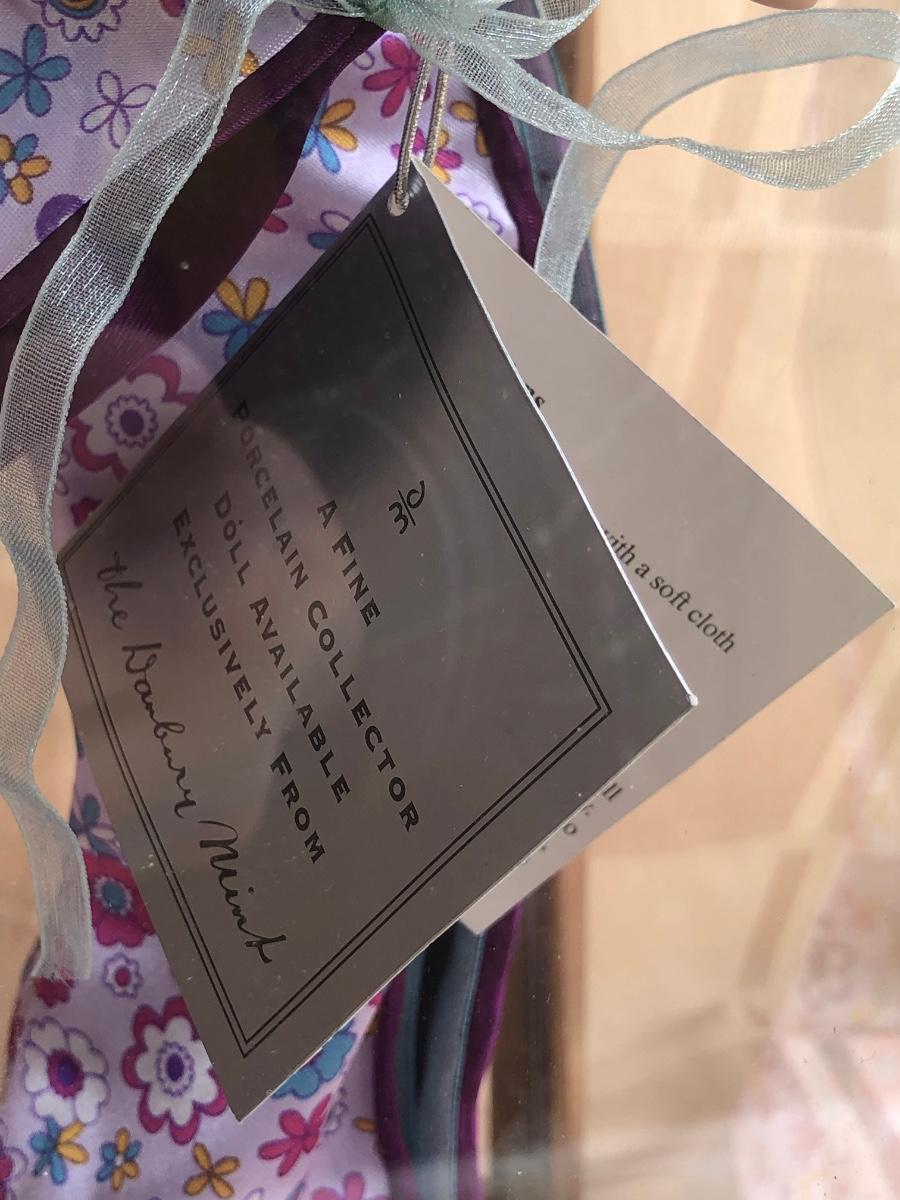 A FINE
PORCELAIN COLLECTOR
DOLL AVAILABLE
EXCLUSIVELY FROM
the Danbury Mint
with a soft cloth